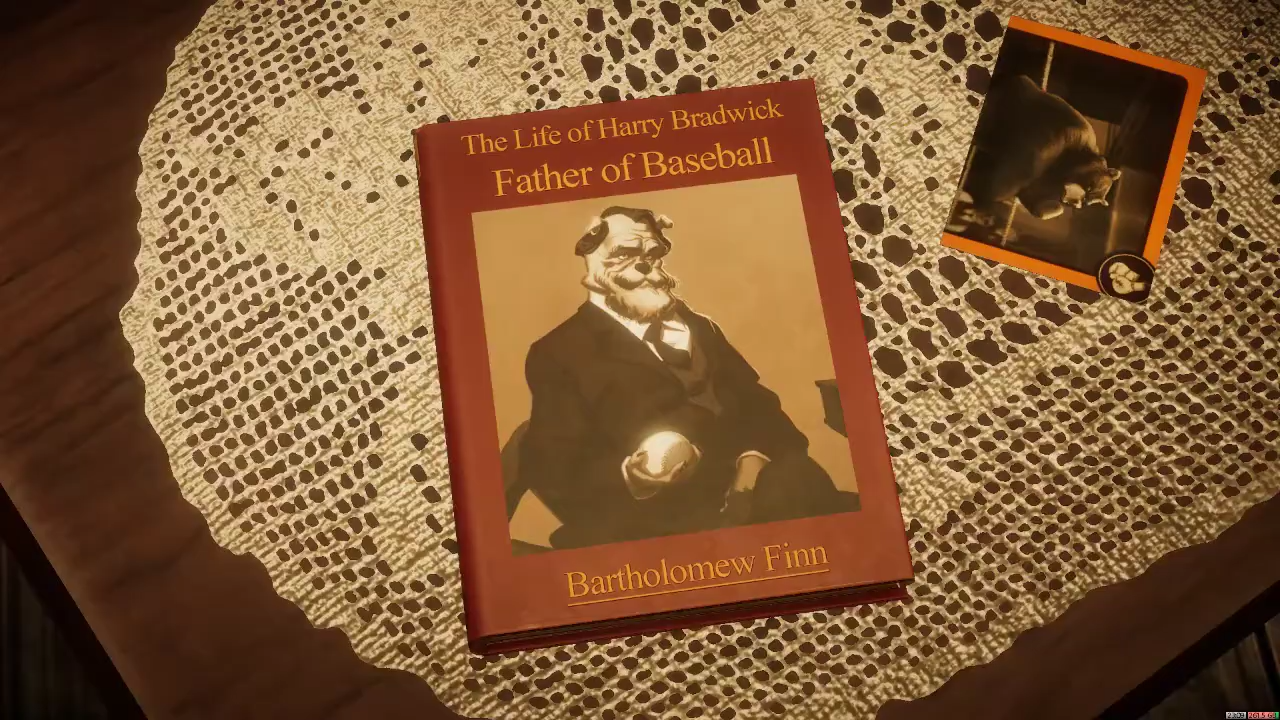 The Life of Harry Bradwick
Father of Baseball
Bartholomew Finn